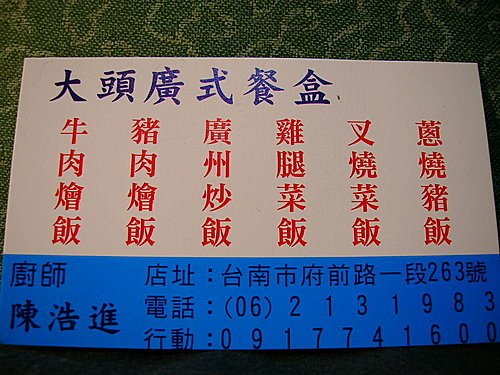 大頭廣式餐盒
牛肉燴飯
豬肉燴飯
廣州炒飯
雞腿菜飯
叉燒菜飯
蔥燒豬飯
廚師
陳浩進
店址：台南市府前路一段263號
電話：(06)2131983
行動：0917741600